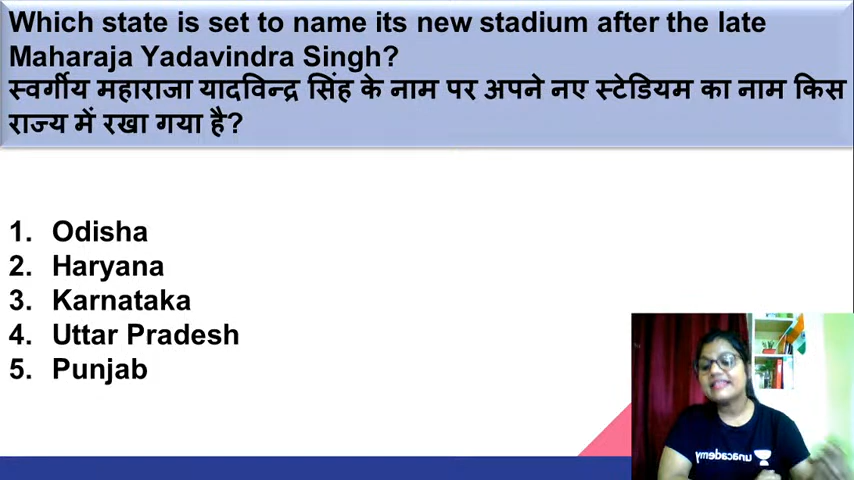 Which state is set to name its new stadium after the late
Maharaja Yadavindra Singh?
स्वर्गीय महाराजा यादविन्द्र सिंह के नाम पर अपने नए स्टेडियम का नाम किस
राज्य में रखा गया है?
1. Odisha
2. Haryana
3. Karnataka
4. Uttar Pradesh
5. Punjab
unacademy